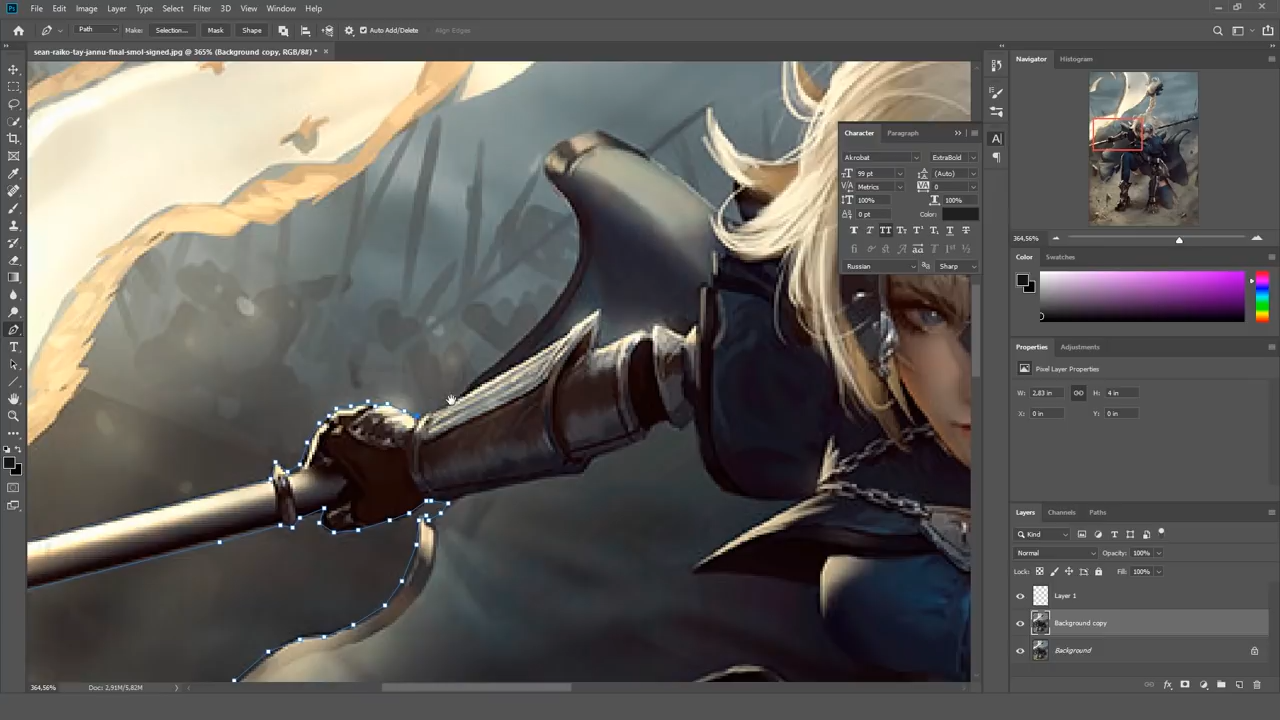 Ps File Edit Image Layer Type Select Filter 3D View Window Help
Path Make: Selection... Mask Shape Auto Add/Delete Align Edges
sean-raiko-tay-jannu-final-smol-signed.jpg @ 365% (Background copy, RGB/8#) * ×
Navigator Histogram
364,56%
Character Paragraph
Akrobat ExtraBold
99 pt (Auto)
Metrics 0
100% 100%
0 pt Color:
Russian Sharp
Color Swatches
Properties Adjustments
Pixel Layer Properties
W: 2,83 in H: 4 in
X: 0 in Y: 0 in
Layers Channels Paths
Kind
Normal Opacity: 100%
Lock: Fill: 100%
Layer 1
Background copy
Background
364,56% Doc: 2,91M/5,82M